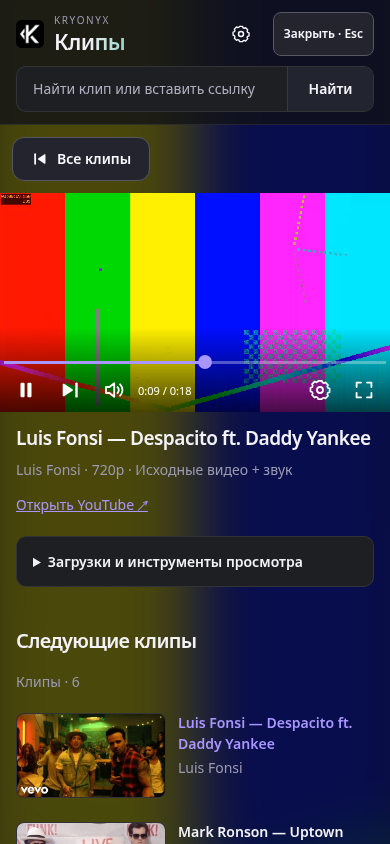 KRYONYX
Клипы
Закрыть · Esc
Найти клип или вставить ссылку
Найти
Все клипы
0:09 / 0:18
Luis Fonsi — Despacito ft. Daddy Yankee
Luis Fonsi · 720p · Исходные видео + звук
Открыть YouTube ↗
▶ Загрузки и инструменты просмотра
Следующие клипы
Клипы · 6
vevo
Luis Fonsi — Despacito ft.
Daddy Yankee
Luis Fonsi
LIVE
Mark Ronson — Uptown